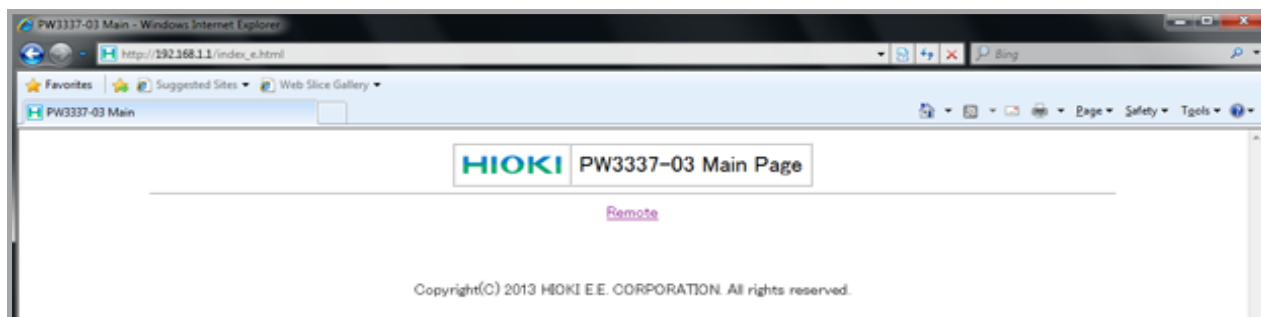 PW3337-03 Main - Windows Internet Explorer
http://192.168.1.1/index_e.html
Bing
Favorites Suggested Sites Web Slice Gallery
PW3337-03 Main Page Safety Tools
HIOKI PW3337-03 Main Page
Remote
Copyright(C) 2013 HIOKI E.E. CORPORATION. All rights reserved.